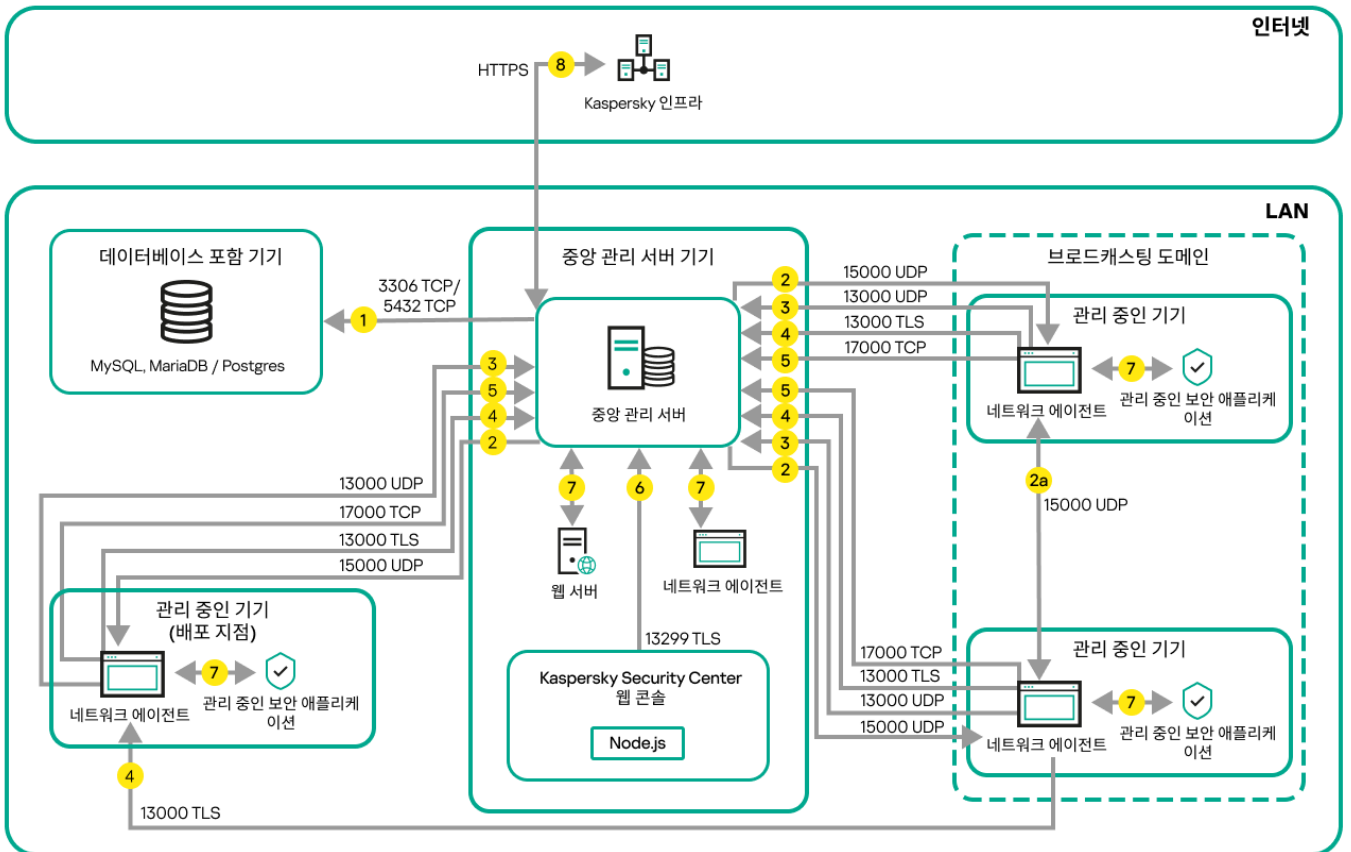 인터넷
HTTPS
8
Kaspersky 인프라
LAN
데이터베이스 포함 기기
MySQL, MariaDB / Postgres
3306 TCP/
5432 TCP
1
중앙 관리 서버 기기
중앙 관리 서버
브로드캐스팅 도메인
2
15000 UDP
3
13000 UDP
4
13000 TLS
5
17000 TCP
관리 중인 기기
네트워크 에이전트
7
관리 중인 보안 애플리케
이션
3
5
4
2
5
4
3
2
13000 UDP
17000 TCP
13000 TLS
15000 UDP
7
6
7
웹 서버
네트워크 에이전트
2a
15000 UDP
관리 중인 기기
(배포 지점)
네트워크 에이전트
7
관리 중인 보안 애플리케
이션
13299 TLS
Kaspersky Security Center
웹 콘솔
Node.js
17000 TCP
13000 TLS
13000 UDP
15000 UDP
관리 중인 기기
네트워크 에이전트
7
관리 중인 보안 애플리케
이션
4
13000 TLS